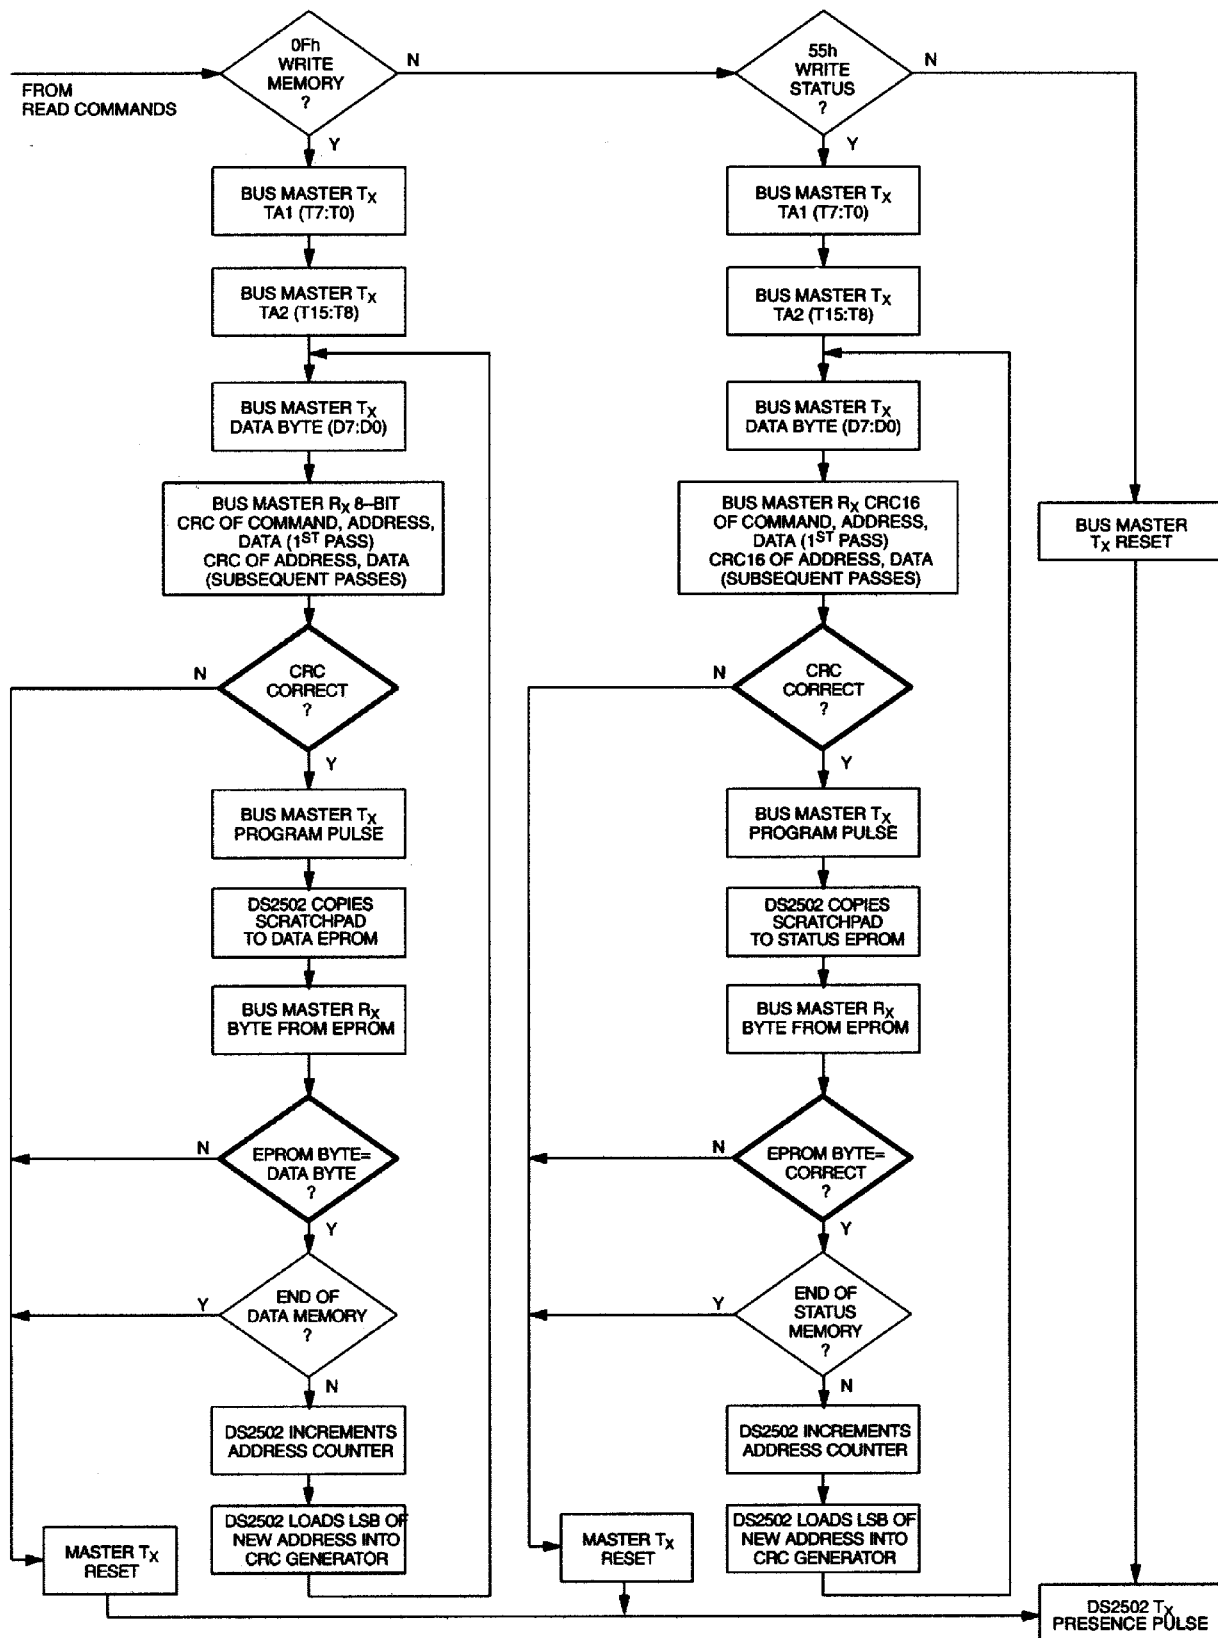 0Fh
WRITE
MEMORY
?
N
55h
WRITE
STATUS
?
N
FROM
READ COMMANDS
Y
Y
BUS MASTER TX
TA1 (T7:T0)
BUS MASTER TX
TA1 (T7:T0)
BUS MASTER TX
TA2 (T15:T8)
BUS MASTER TX
TA2 (T15:T8)
BUS MASTER TX
DATA BYTE (D7:D0)
BUS MASTER TX
DATA BYTE (D7:D0)
BUS MASTER RX 8–BIT
CRC OF COMMAND, ADDRESS,
DATA (1ST PASS)
CRC OF ADDRESS, DATA
(SUBSEQUENT PASSES)
BUS MASTER RX CRC16
OF COMMAND, ADDRESS,
DATA (1ST PASS)
CRC16 OF ADDRESS, DATA
(SUBSEQUENT PASSES)
BUS MASTER
TX RESET
N
CRC
CORRECT
?
Y
N
CRC
CORRECT
?
Y
BUS MASTER TX
PROGRAM PULSE
BUS MASTER TX
PROGRAM PULSE
DS2502 COPIES
SCRATCHPAD
TO DATA EPROM
DS2502 COPIES
SCRATCHPAD
TO STATUS EPROM
BUS MASTER RX
BYTE FROM EPROM
BUS MASTER RX
BYTE FROM EPROM
N
EPROM BYTE=
DATA BYTE
?
Y
N
EPROM BYTE=
CORRECT
?
Y
Y
END OF
DATA MEMORY
?
N
Y
END OF
STATUS
MEMORY
?
N
DS2502 INCREMENTS
ADDRESS COUNTER
DS2502 INCREMENTS
ADDRESS COUNTER
DS2502 LOADS LSB OF
NEW ADDRESS INTO
CRC GENERATOR
DS2502 LOADS LSB OF
NEW ADDRESS INTO
CRC GENERATOR
MASTER TX
RESET
MASTER TX
RESET
DS2502 TX
PRESENCE PULSE